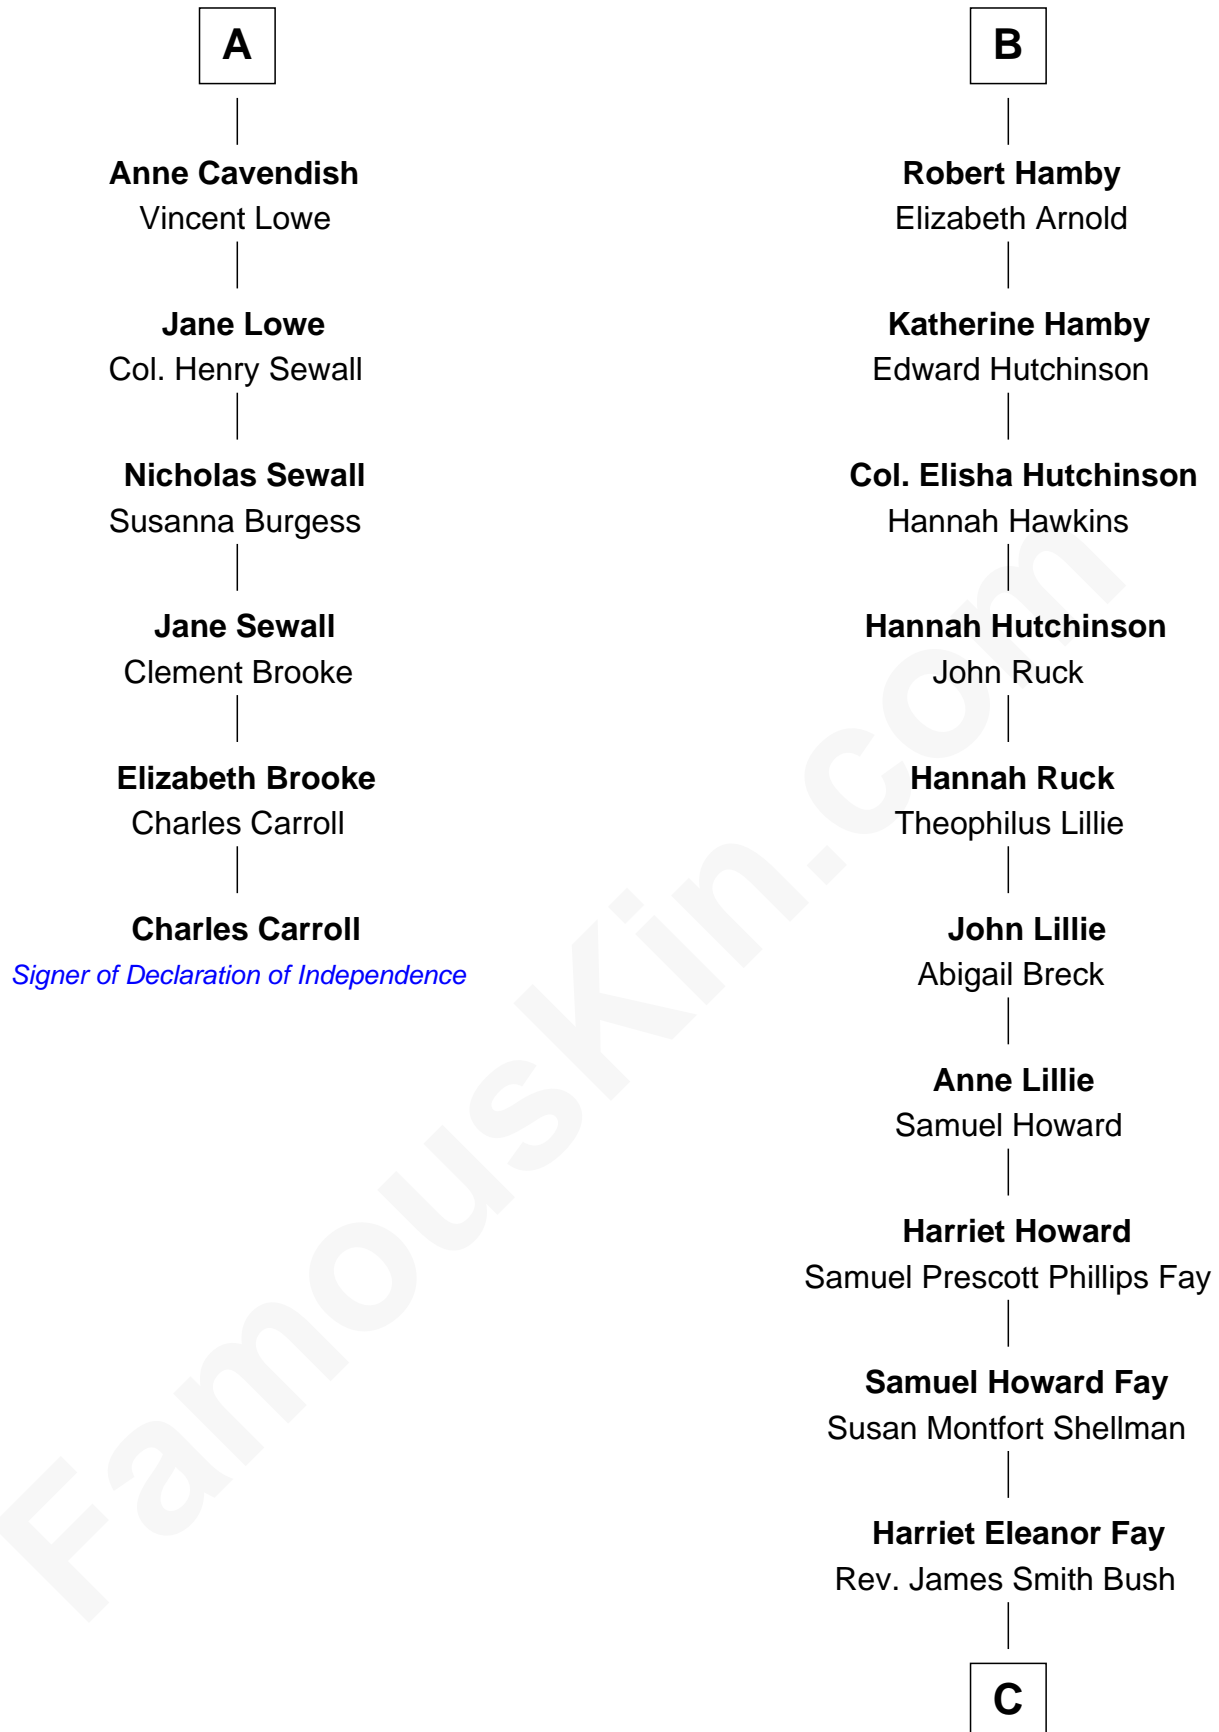 A
Anne Cavendish
Vincent Lowe
Jane Lowe
Col. Henry Sewall
Nicholas Sewall
Susanna Burgess
Jane Sewall
Clement Brooke
Elizabeth Brooke
Charles Carroll
Charles Carroll
Signer of Declaration of Independence
B
Robert Hamby
Elizabeth Arnold
Katherine Hamby
Edward Hutchinson
Col. Elisha Hutchinson
Hannah Hawkins
Hannah Hutchinson
John Ruck
Hannah Ruck
Theophilus Lillie
John Lillie
Abigail Breck
Anne Lillie
Samuel Howard
Harriet Howard
Samuel Prescott Phillips Fay
Samuel Howard Fay
Susan Montfort Shellman
Harriet Eleanor Fay
Rev. James Smith Bush
C
FamousKin.com